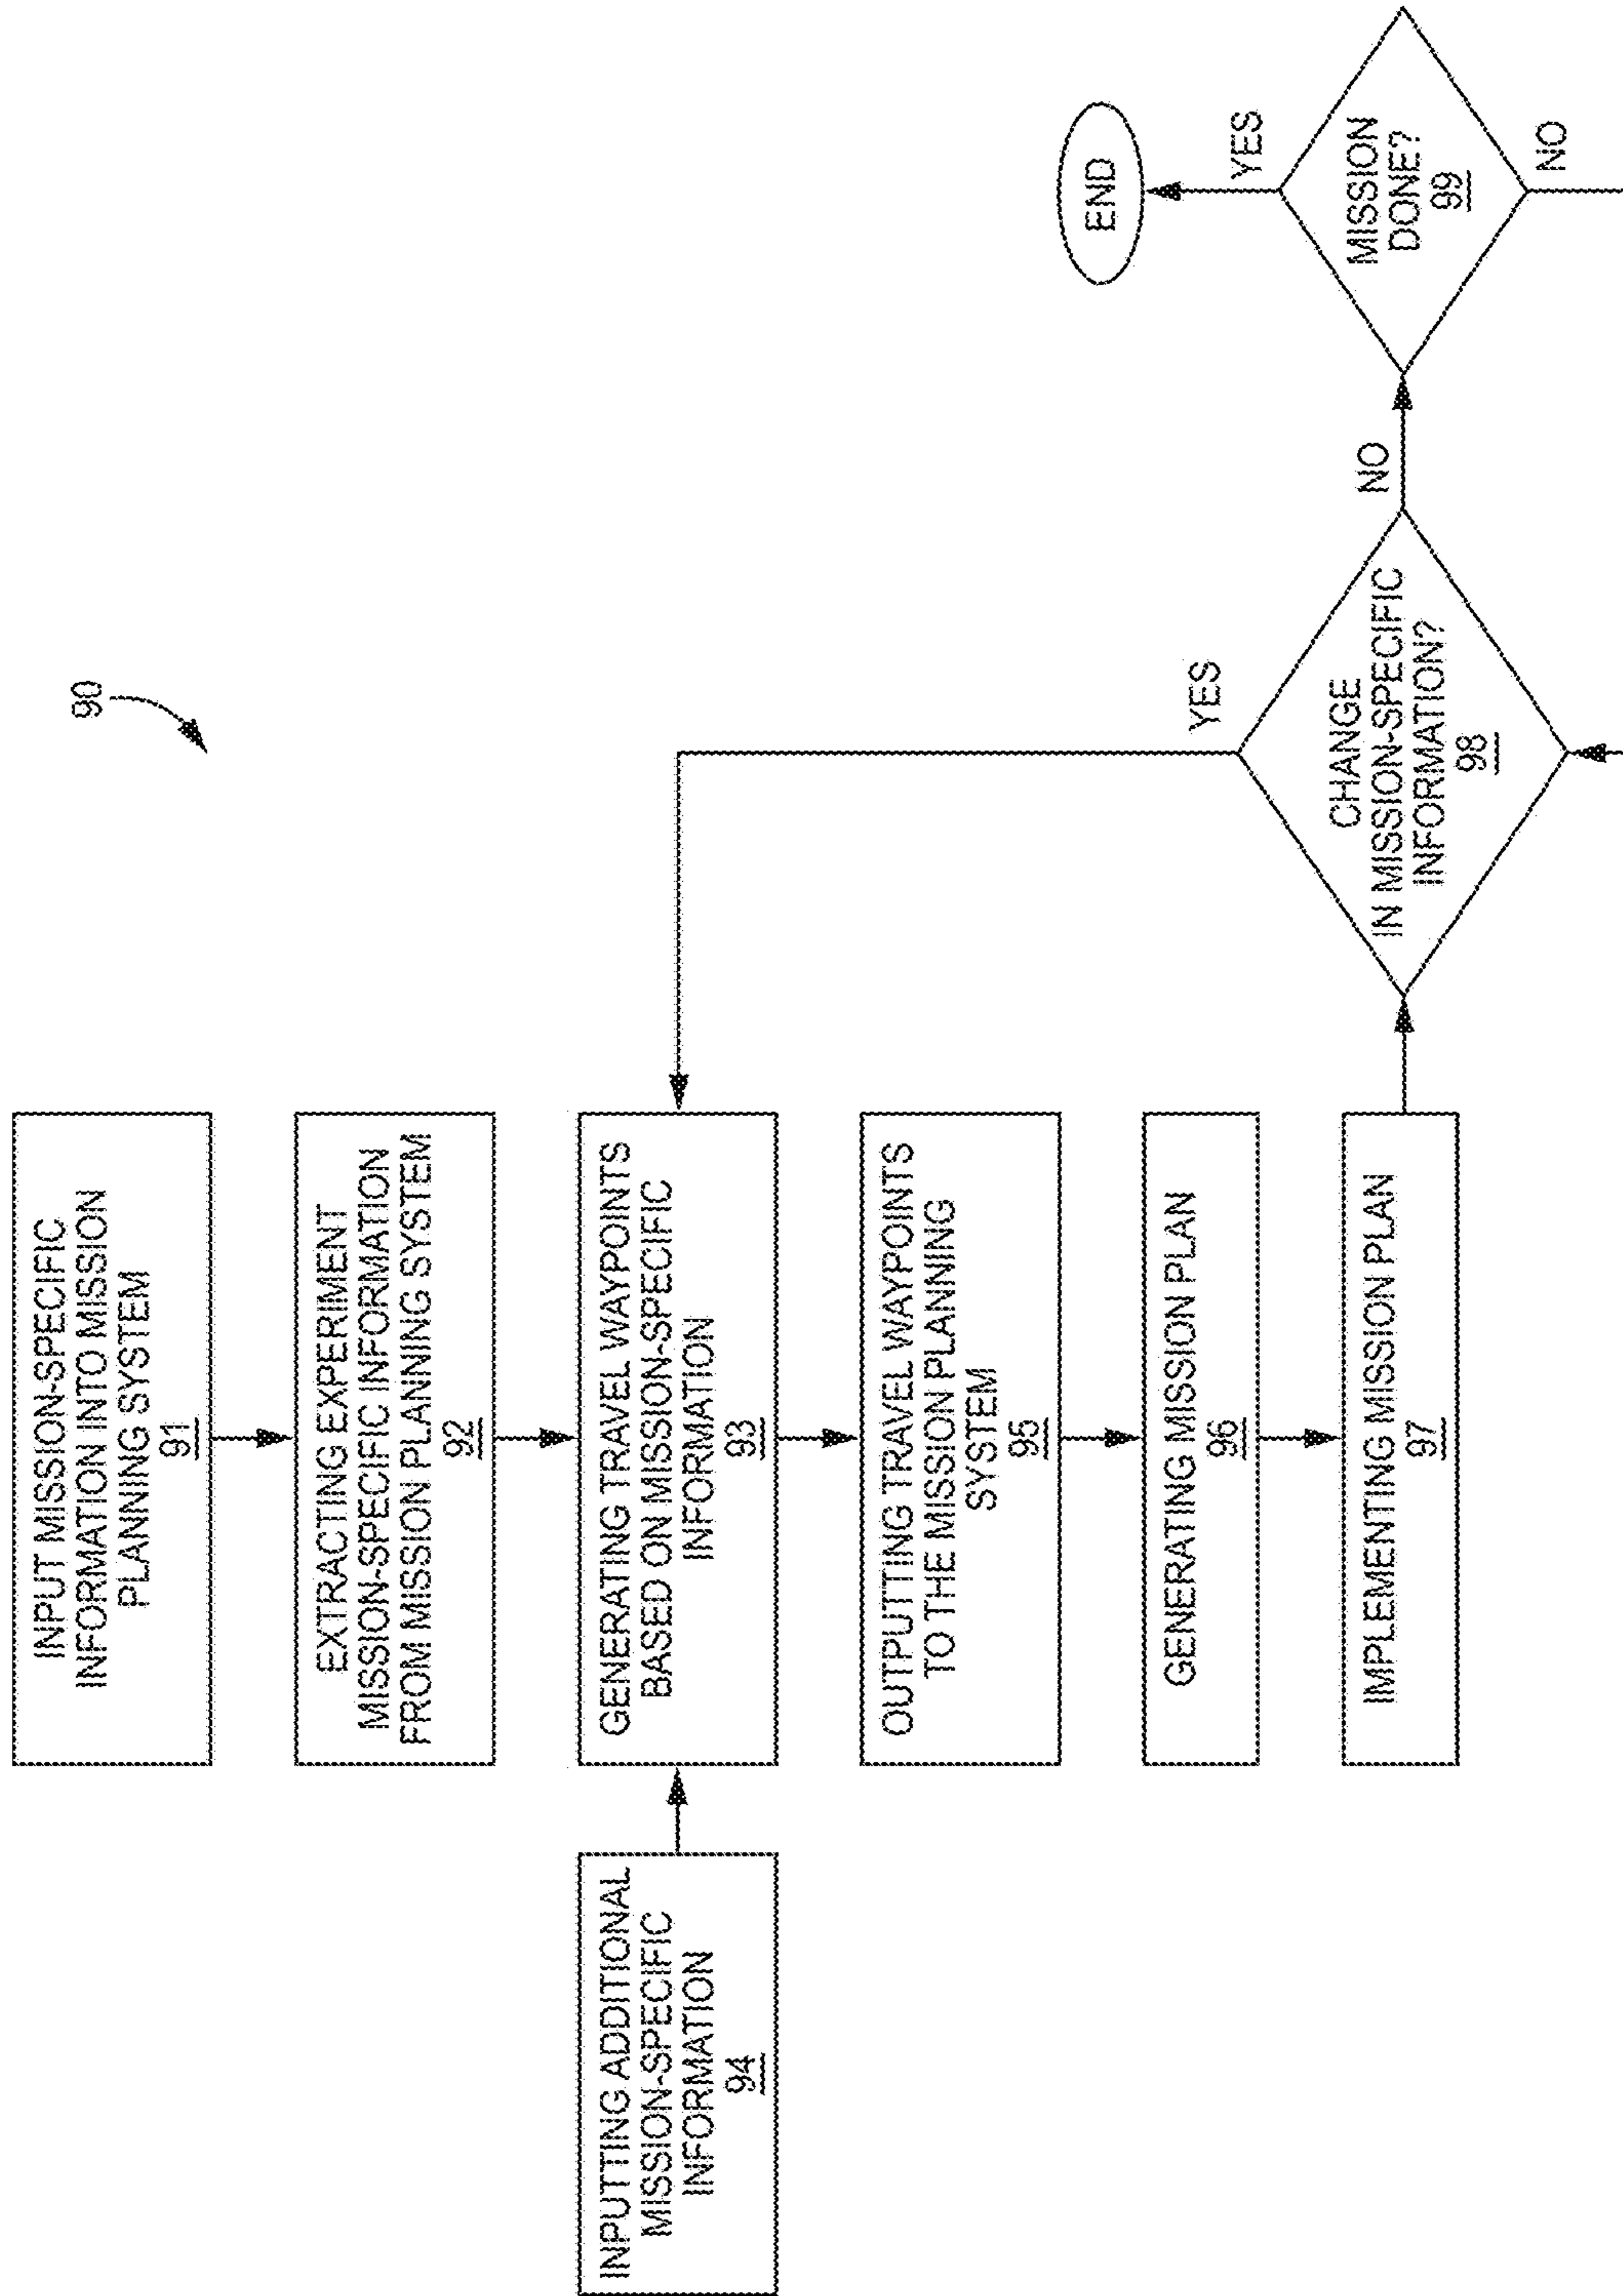 90
INPUT MISSION-SPECIFIC
INFORMATION INTO MISSION
PLANNING SYSTEM
91
EXTRACTING EXPERIMENT
MISSION-SPECIFIC INFORMATION
FROM MISSION PLANNING SYSTEM
92
INPUTTING ADDITIONAL
MISSION-SPECIFIC
INFORMATION
94
GENERATING TRAVEL WAYPOINTS
BASED ON MISSION-SPECIFIC
INFORMATION
93
OUTPUTTING TRAVEL WAYPOINTS
TO THE MISSION PLANNING
SYSTEM
95
GENERATING MISSION PLAN
96
IMPLEMENTING MISSION PLAN
97
YES
CHANGE
IN MISSION-SPECIFIC
INFORMATION?
98
NO
END
YES
MISSION
DONE?
99
NO